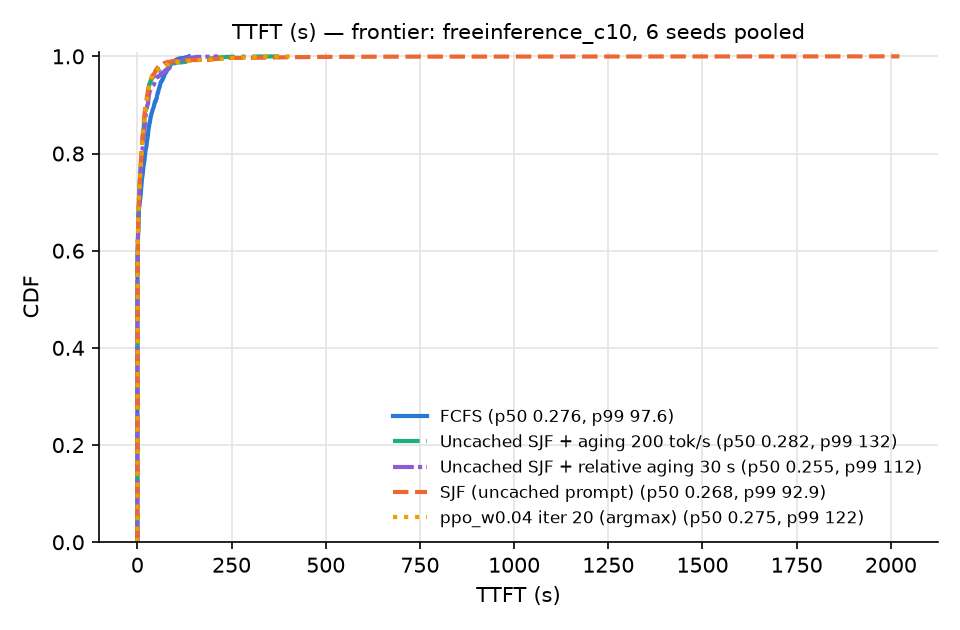 TTFT (s) — frontier: freeinference_c10, 6 seeds pooled
1.0
0.8
0.6
0.4
0.2
0.0
CDF
FCFS (p50 0.276, p99 97.6)
Uncached SJF + aging 200 tok/s (p50 0.282, p99 132)
Uncached SJF + relative aging 30 s (p50 0.255, p99 112)
SJF (uncached prompt) (p50 0.268, p99 92.9)
ppo_w0.04 iter 20 (argmax) (p50 0.275, p99 122)
0 250 500 750 1000 1250 1500 1750 2000
TTFT (s)